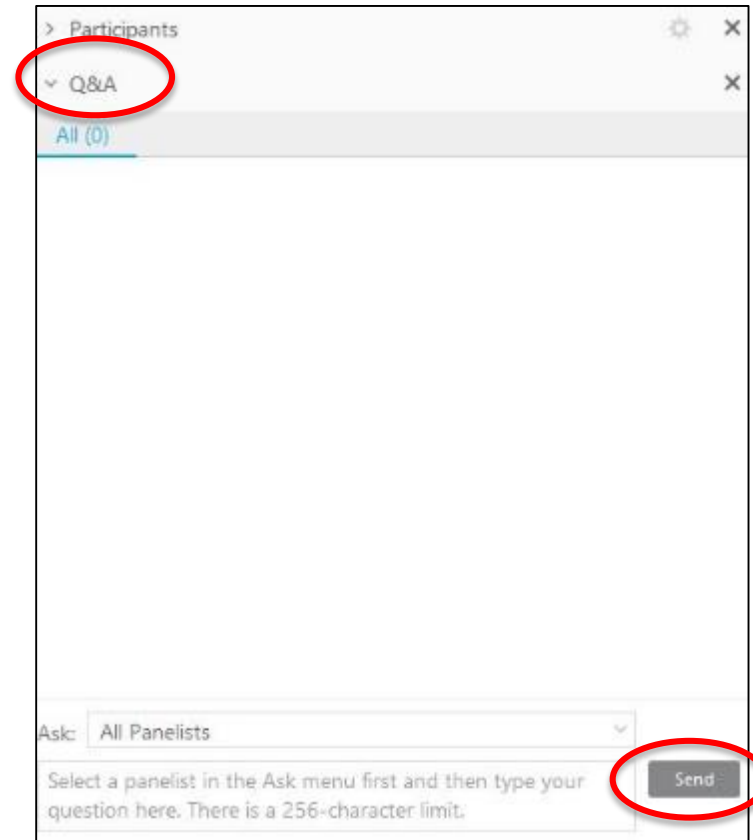 Participants
Q&A
All (0)
Ask: All Panelists
Select a panelist in the Ask menu first and then type your
question here. There is a 256-character limit.
Send